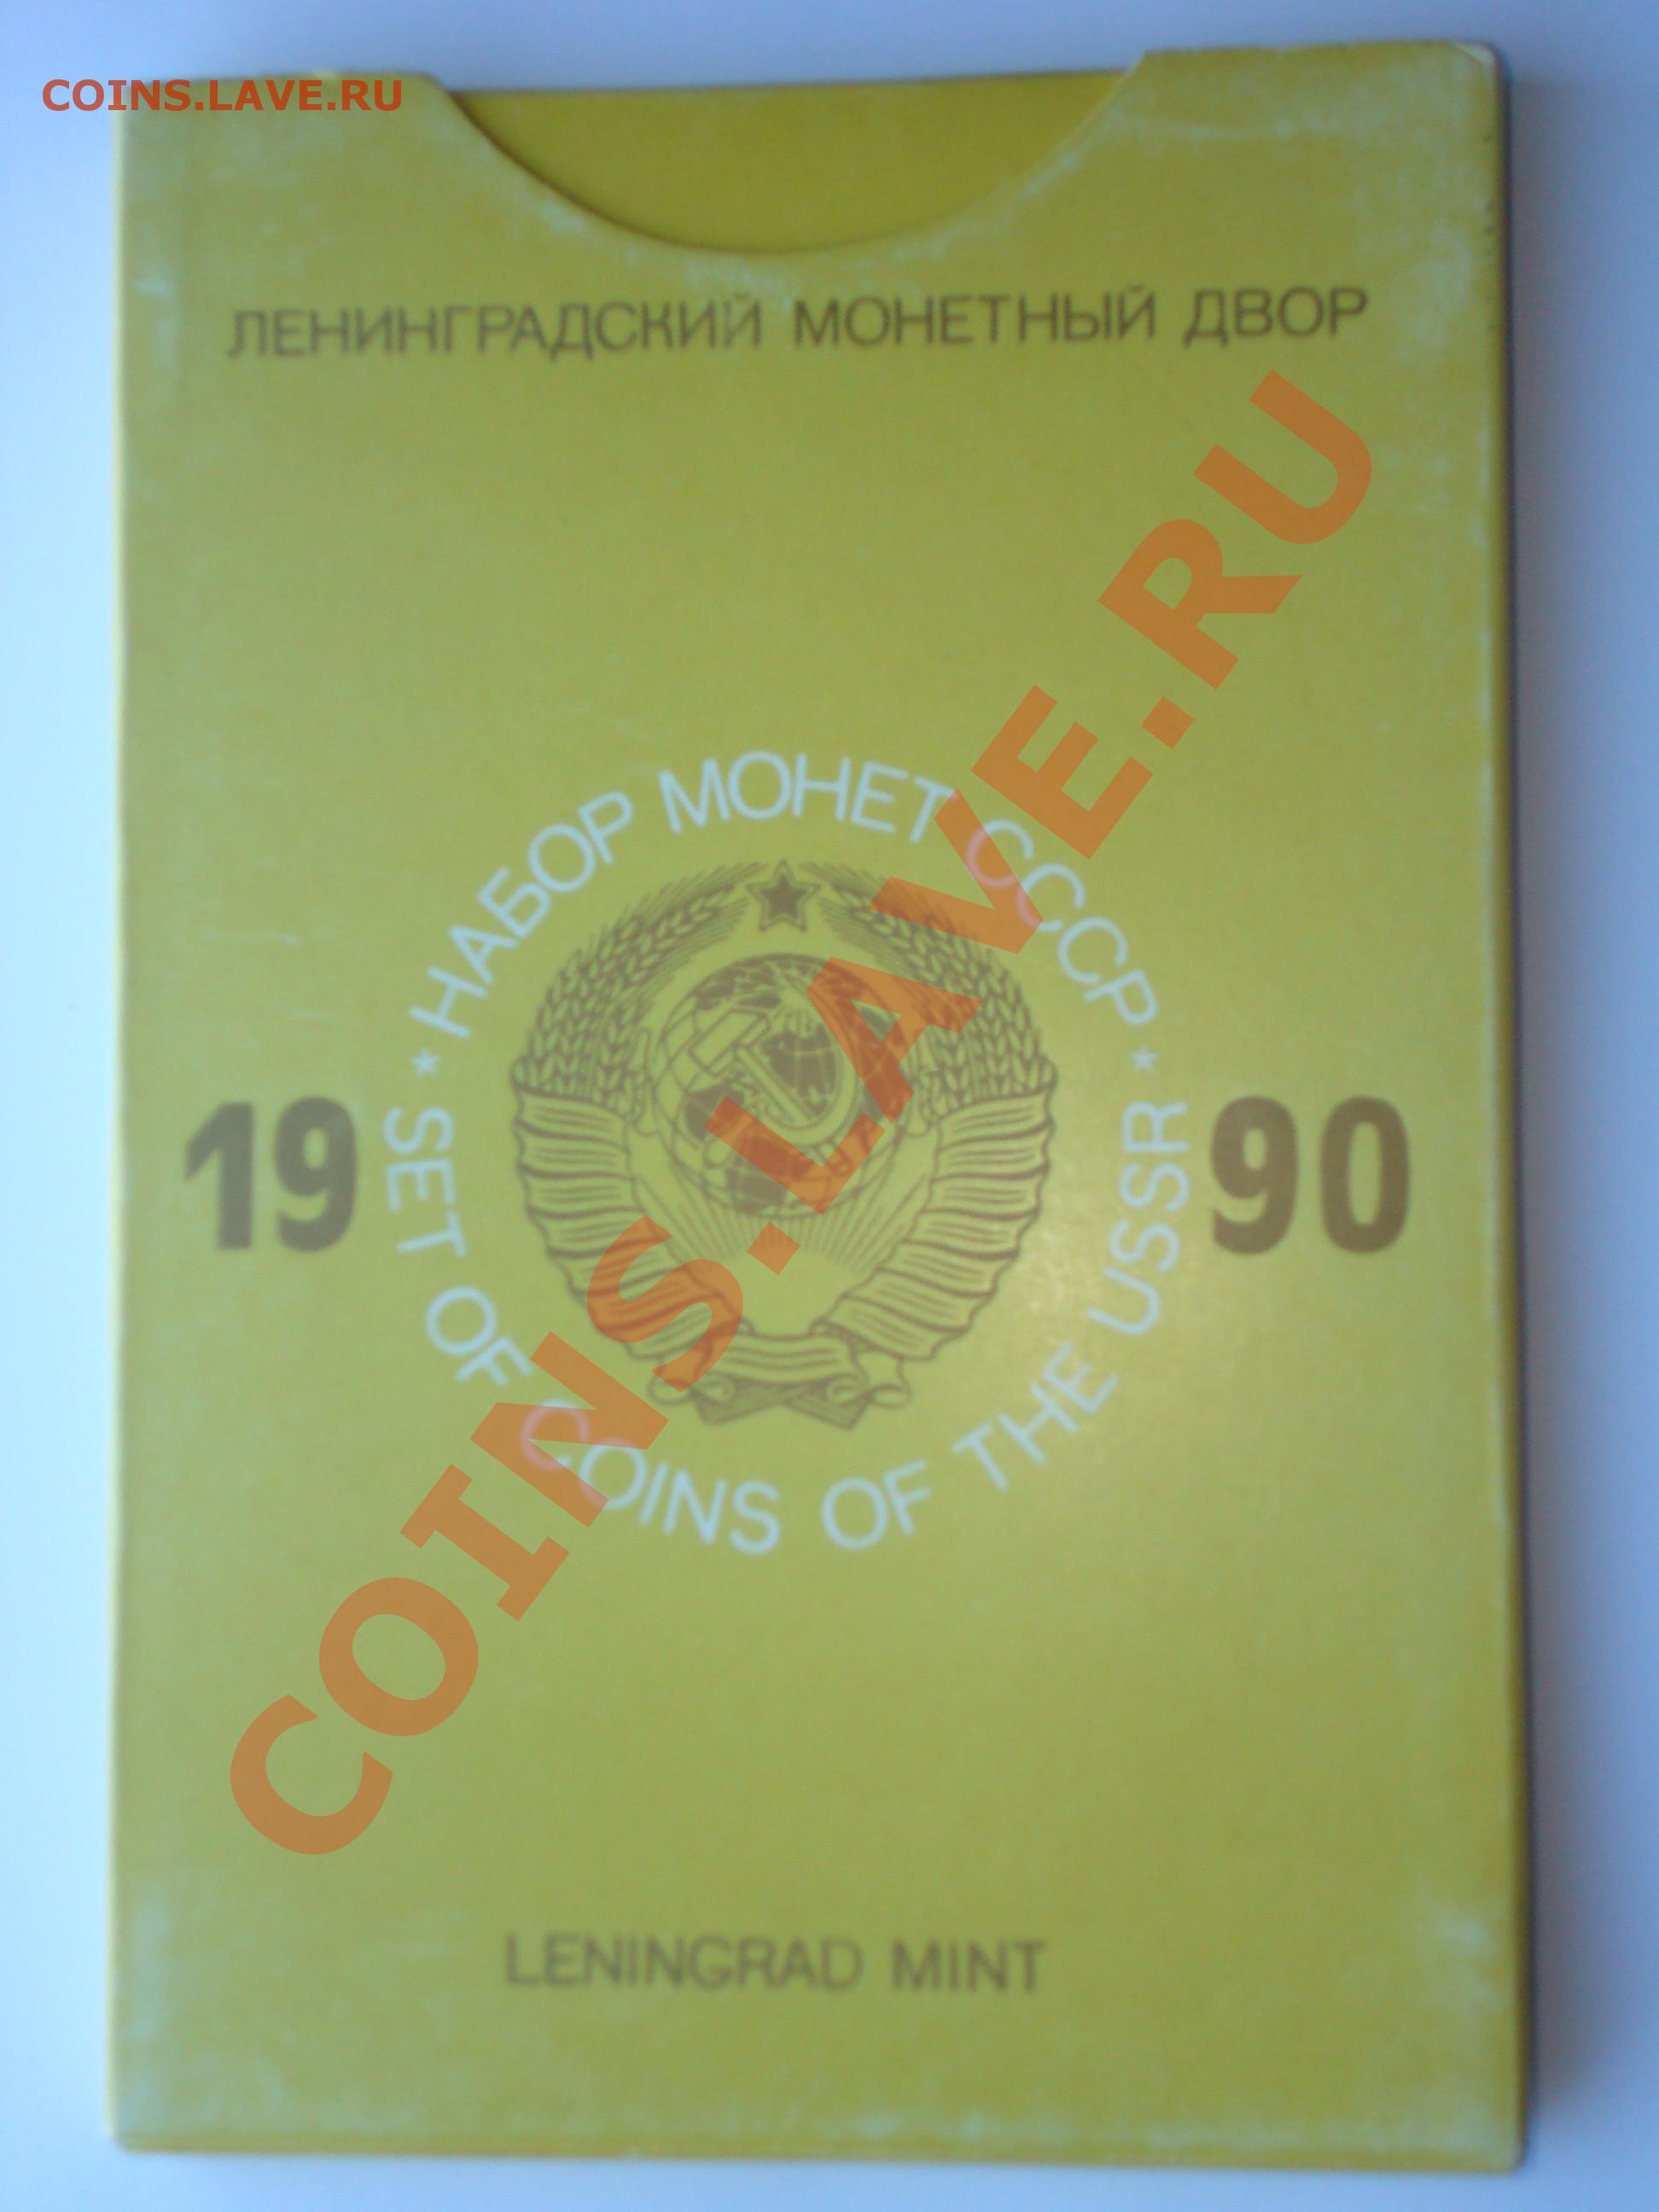 COINS.LAVE.RU
ЛЕНИНГРАДСКИЙ МОНЕТНЫЙ ДВОР
НАБОР МОНЕТ СССР
19 90
* SET OF COINS OF THE USSR *
COINS.LAVE.RU
LENINGRAD MINT